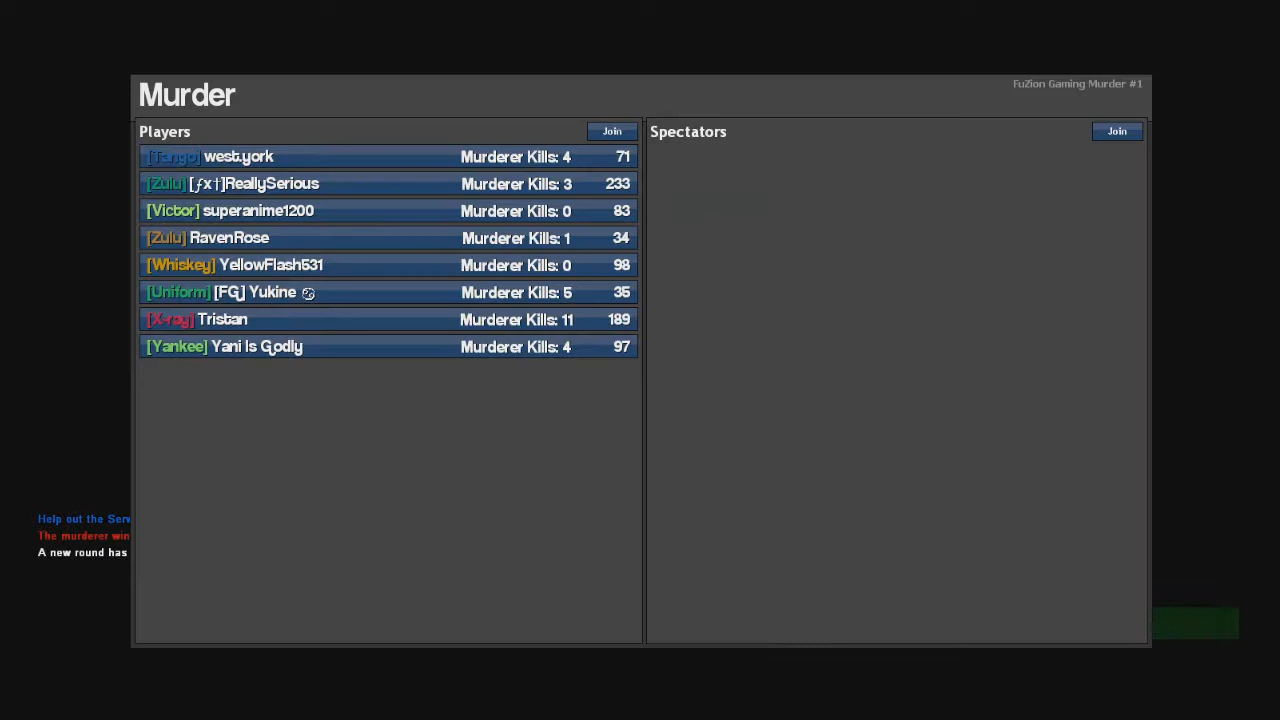 Murder
FuZion Gaming Murder #1
Players
Join
Spectators
Join
[Tango] west.york Murderer Kills: 4 71
[Zulu] [ƒx†]ReallySerious Murderer Kills: 3 233
[Victor] superanime1200 Murderer Kills: 0 83
[Zulu] RavenRose Murderer Kills: 1 34
[Whiskey] YellowFlash531 Murderer Kills: 0 98
[Uniform] [FG] Yukine ♋ Murderer Kills: 5 35
[X-ray] Tristan Murderer Kills: 11 189
[Yankee] Yani Is Godly Murderer Kills: 4 97
Help out the Serv
The murderer win
A new round has